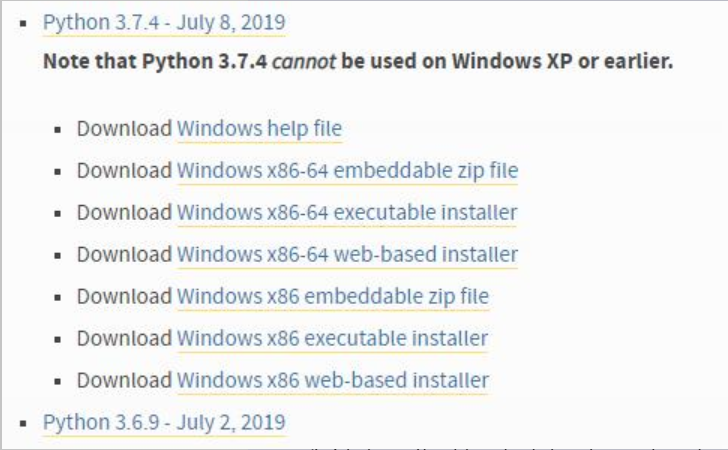 Python 3.7.4 - July 8, 2019
Note that Python 3.7.4 cannot be used on Windows XP or earlier.
Download Windows help file
Download Windows x86-64 embeddable zip file
Download Windows x86-64 executable installer
Download Windows x86-64 web-based installer
Download Windows x86 embeddable zip file
Download Windows x86 executable installer
Download Windows x86 web-based installer
Python 3.6.9 - July 2, 2019